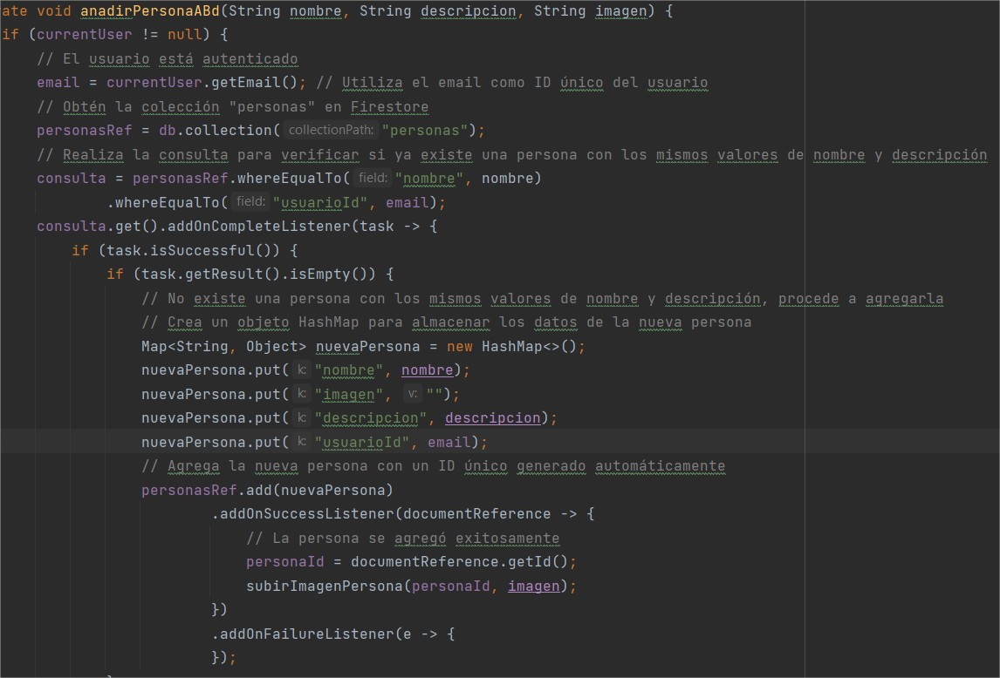 ate void anadirPersonaABd(String nombre, String descripcion, String imagen) {
if (currentUser != null) {
// El usuario está autenticado
email = currentUser.getEmail(); // Utiliza el email como ID único del usuario
// Obtén la colección "personas" en Firestore
personasRef = db.collection( collectionPath: "personas");
// Realiza la consulta para verificar si ya existe una persona con los mismos valores de nombre y descripción
consulta = personasRef.whereEqualTo( field: "nombre", nombre)
.whereEqualTo( field: "usuarioId", email);
consulta.get().addOnCompleteListener(task -> {
if (task.isSuccessful()) {
if (task.getResult().isEmpty()) {
// No existe una persona con los mismos valores de nombre y descripción, procede a agregarla
// Crea un objeto HashMap para almacenar los datos de la nueva persona
Map<String, Object> nuevaPersona = new HashMap<>();
nuevaPersona.put( k: "nombre", nombre);
nuevaPersona.put( k: "imagen", v: "");
nuevaPersona.put( k: "descripcion", descripcion);
nuevaPersona.put( k: "usuarioId", email);
// Agrega la nueva persona con un ID único generado automáticamente
personasRef.add(nuevaPersona)
.addOnSuccessListener(documentReference -> {
// La persona se agregó exitosamente
personaId = documentReference.getId();
subirImagenPersona(personaId, imagen);
})
.addOnFailureListener(e -> {
});